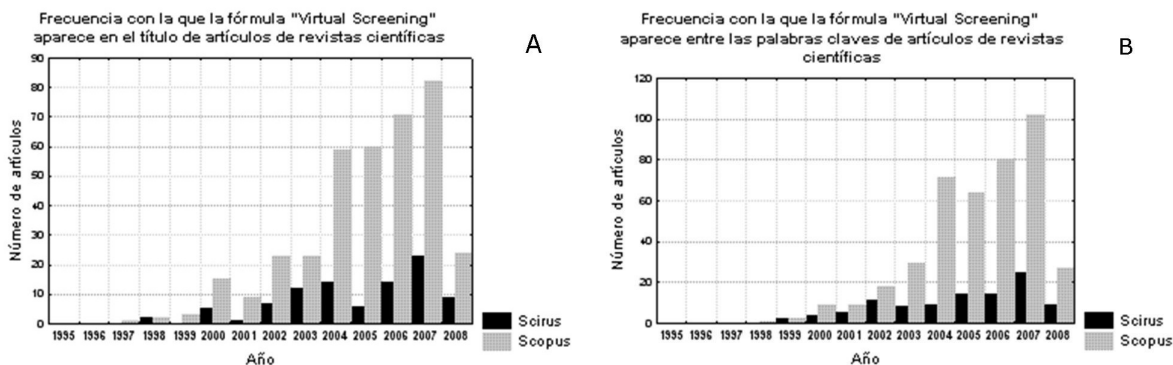 Frecuencia con la que la fórmula "Virtual Screening"
aparece en el título de artículos de revistas científicas
A
90
80
70
60
50
40
30
20
10
0
Número de artículos
1995 1996 1997 1998 1999 2000 2001 2002 2003 2004 2005 2006 2007 2008
Año
Scirus
Scopus
Frecuencia con la que la fórmula "Virtual Screening"
aparece entre las palabras claves de artículos de revistas
científicas
B
120
100
80
60
40
20
0
Número de artículos
1995 1996 1997 1998 1999 2000 2001 2002 2003 2004 2005 2006 2007 2008
Año
Scirus
Scopus